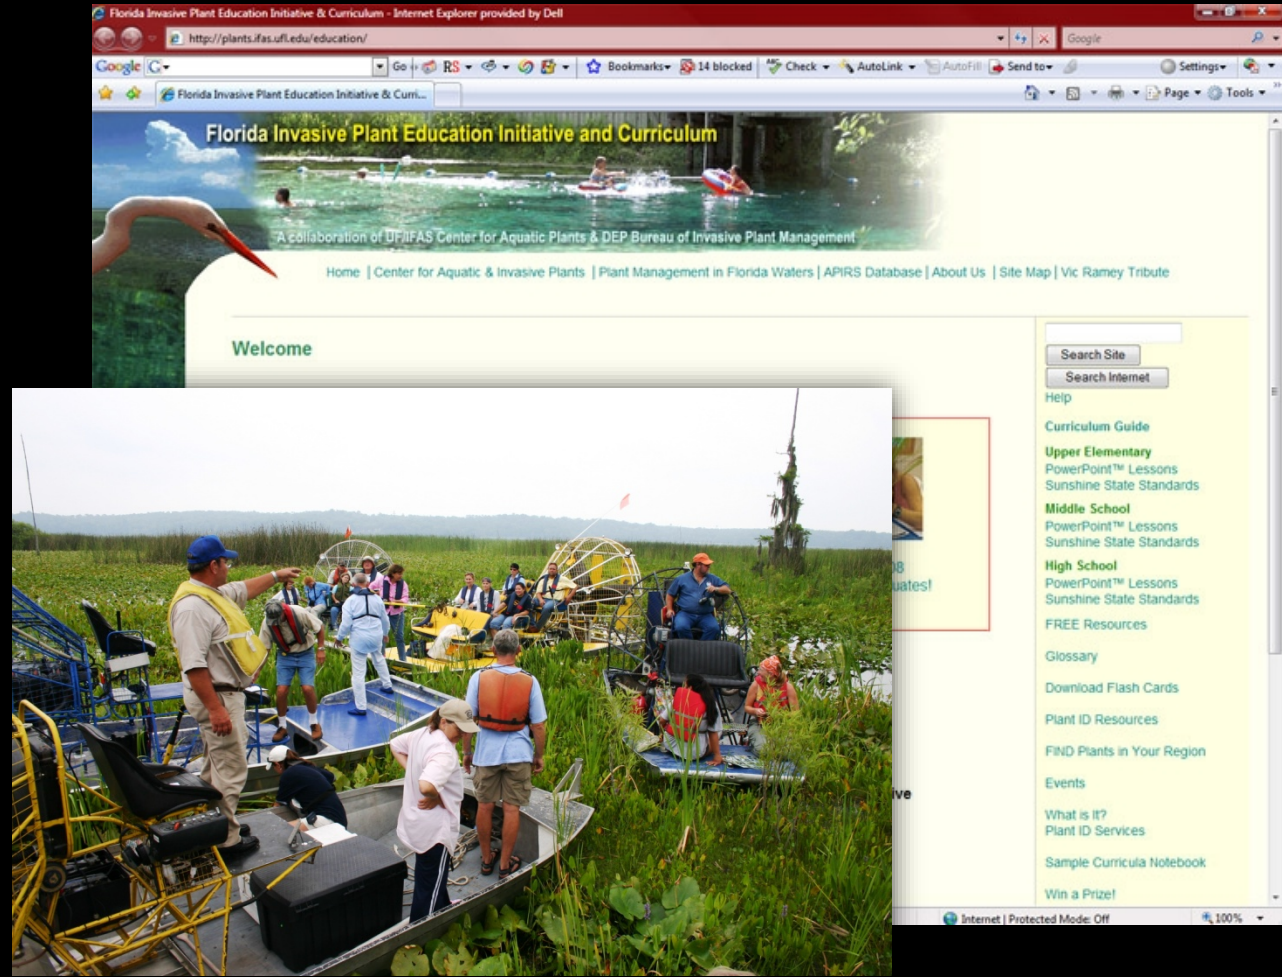 Florida Invasive Plant Education Initiative & Curriculum - Internet Explorer provided by Dell
http://plants.ifas.ufl.edu/education/
Google
Google G Go RS Bookmarks 14 blocked Check AutoLink AutoFill Send to Settings
Florida Invasive Plant Education Initiative & Curri... Page Tools
Florida Invasive Plant Education Initiative and Curriculum
A collaboration of UF/IFAS Center for Aquatic Plants & DEP Bureau of Invasive Plant Management
Home | Center for Aquatic & Invasive Plants | Plant Management in Florida Waters | APIRS Database | About Us | Site Map | Vic Ramey Tribute
Welcome
Search Site
Search Internet
Help
Curriculum Guide
Upper Elementary
PowerPoint™ Lessons
Sunshine State Standards
Middle School
PowerPoint™ Lessons
Sunshine State Standards
High School
PowerPoint™ Lessons
Sunshine State Standards
FREE Resources
Glossary
Download Flash Cards
Plant ID Resources
FIND Plants in Your Region
Events
What is It?
Plant ID Services
Sample Curricula Notebook
Win a Prize!
08
uates!
ive
Internet | Protected Mode: Off 100%